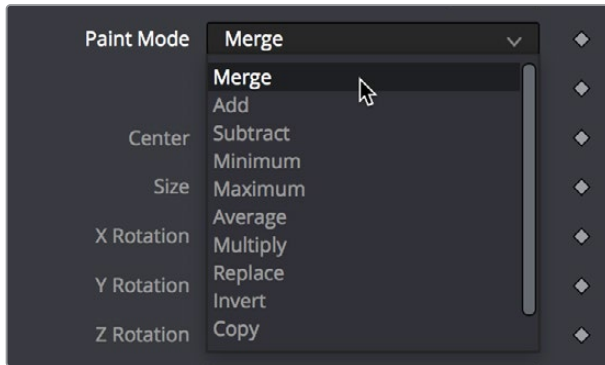 Paint Mode Merge
Merge
Add
Center Subtract
Minimum
Size Maximum
Average
X Rotation Multiply
Y Rotation Replace
Invert
Z Rotation Copy